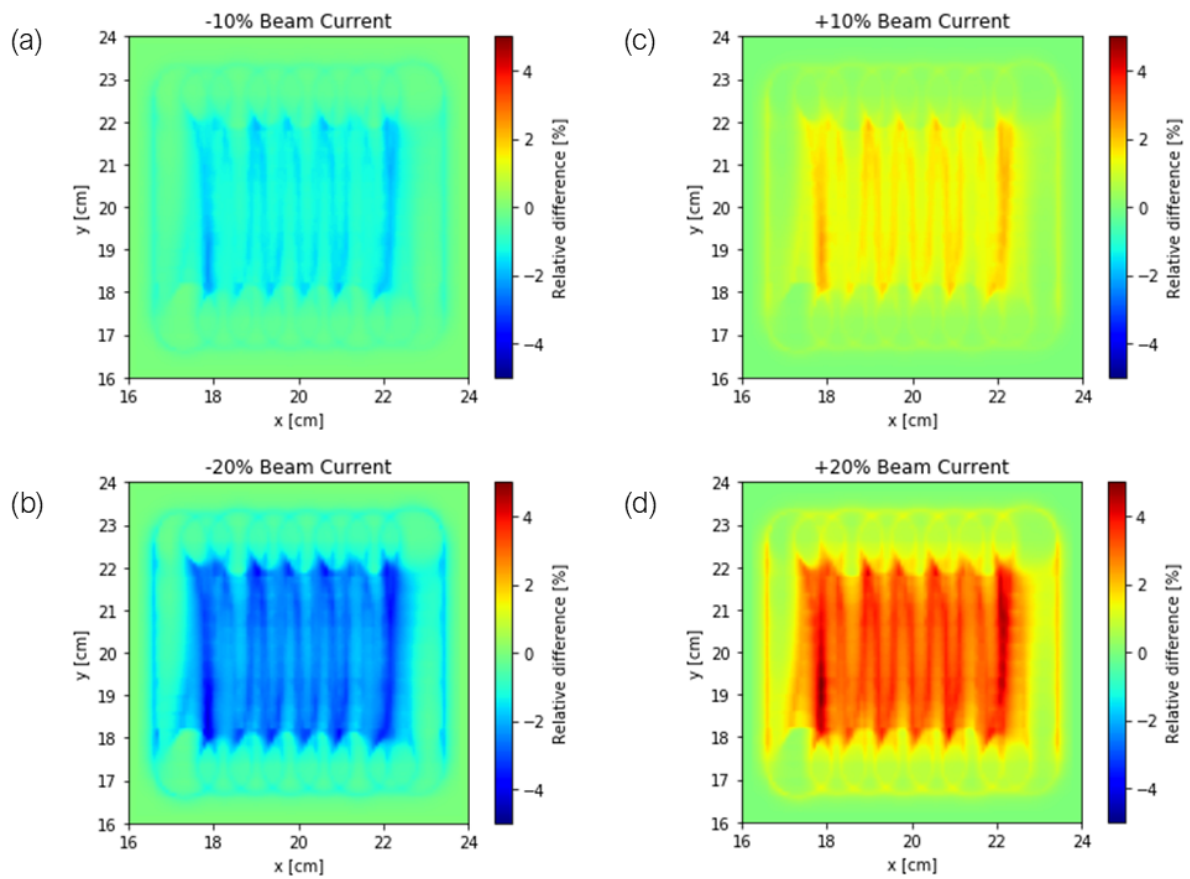 (a)
-10% Beam Current
24
23
22
21
20
19
18
17
16
y [cm]
16 18 20 22 24
x [cm]
4
2
0
−2
−4
Relative difference [%]
(c)
+10% Beam Current
24
23
22
21
20
19
18
17
16
y [cm]
16 18 20 22 24
x [cm]
4
2
0
−2
−4
Relative difference [%]
(b)
-20% Beam Current
24
23
22
21
20
19
18
17
16
y [cm]
16 18 20 22 24
x [cm]
4
2
0
−2
−4
Relative difference [%]
(d)
+20% Beam Current
24
23
22
21
20
19
18
17
16
y [cm]
16 18 20 22 24
x [cm]
4
2
0
−2
−4
Relative difference [%]